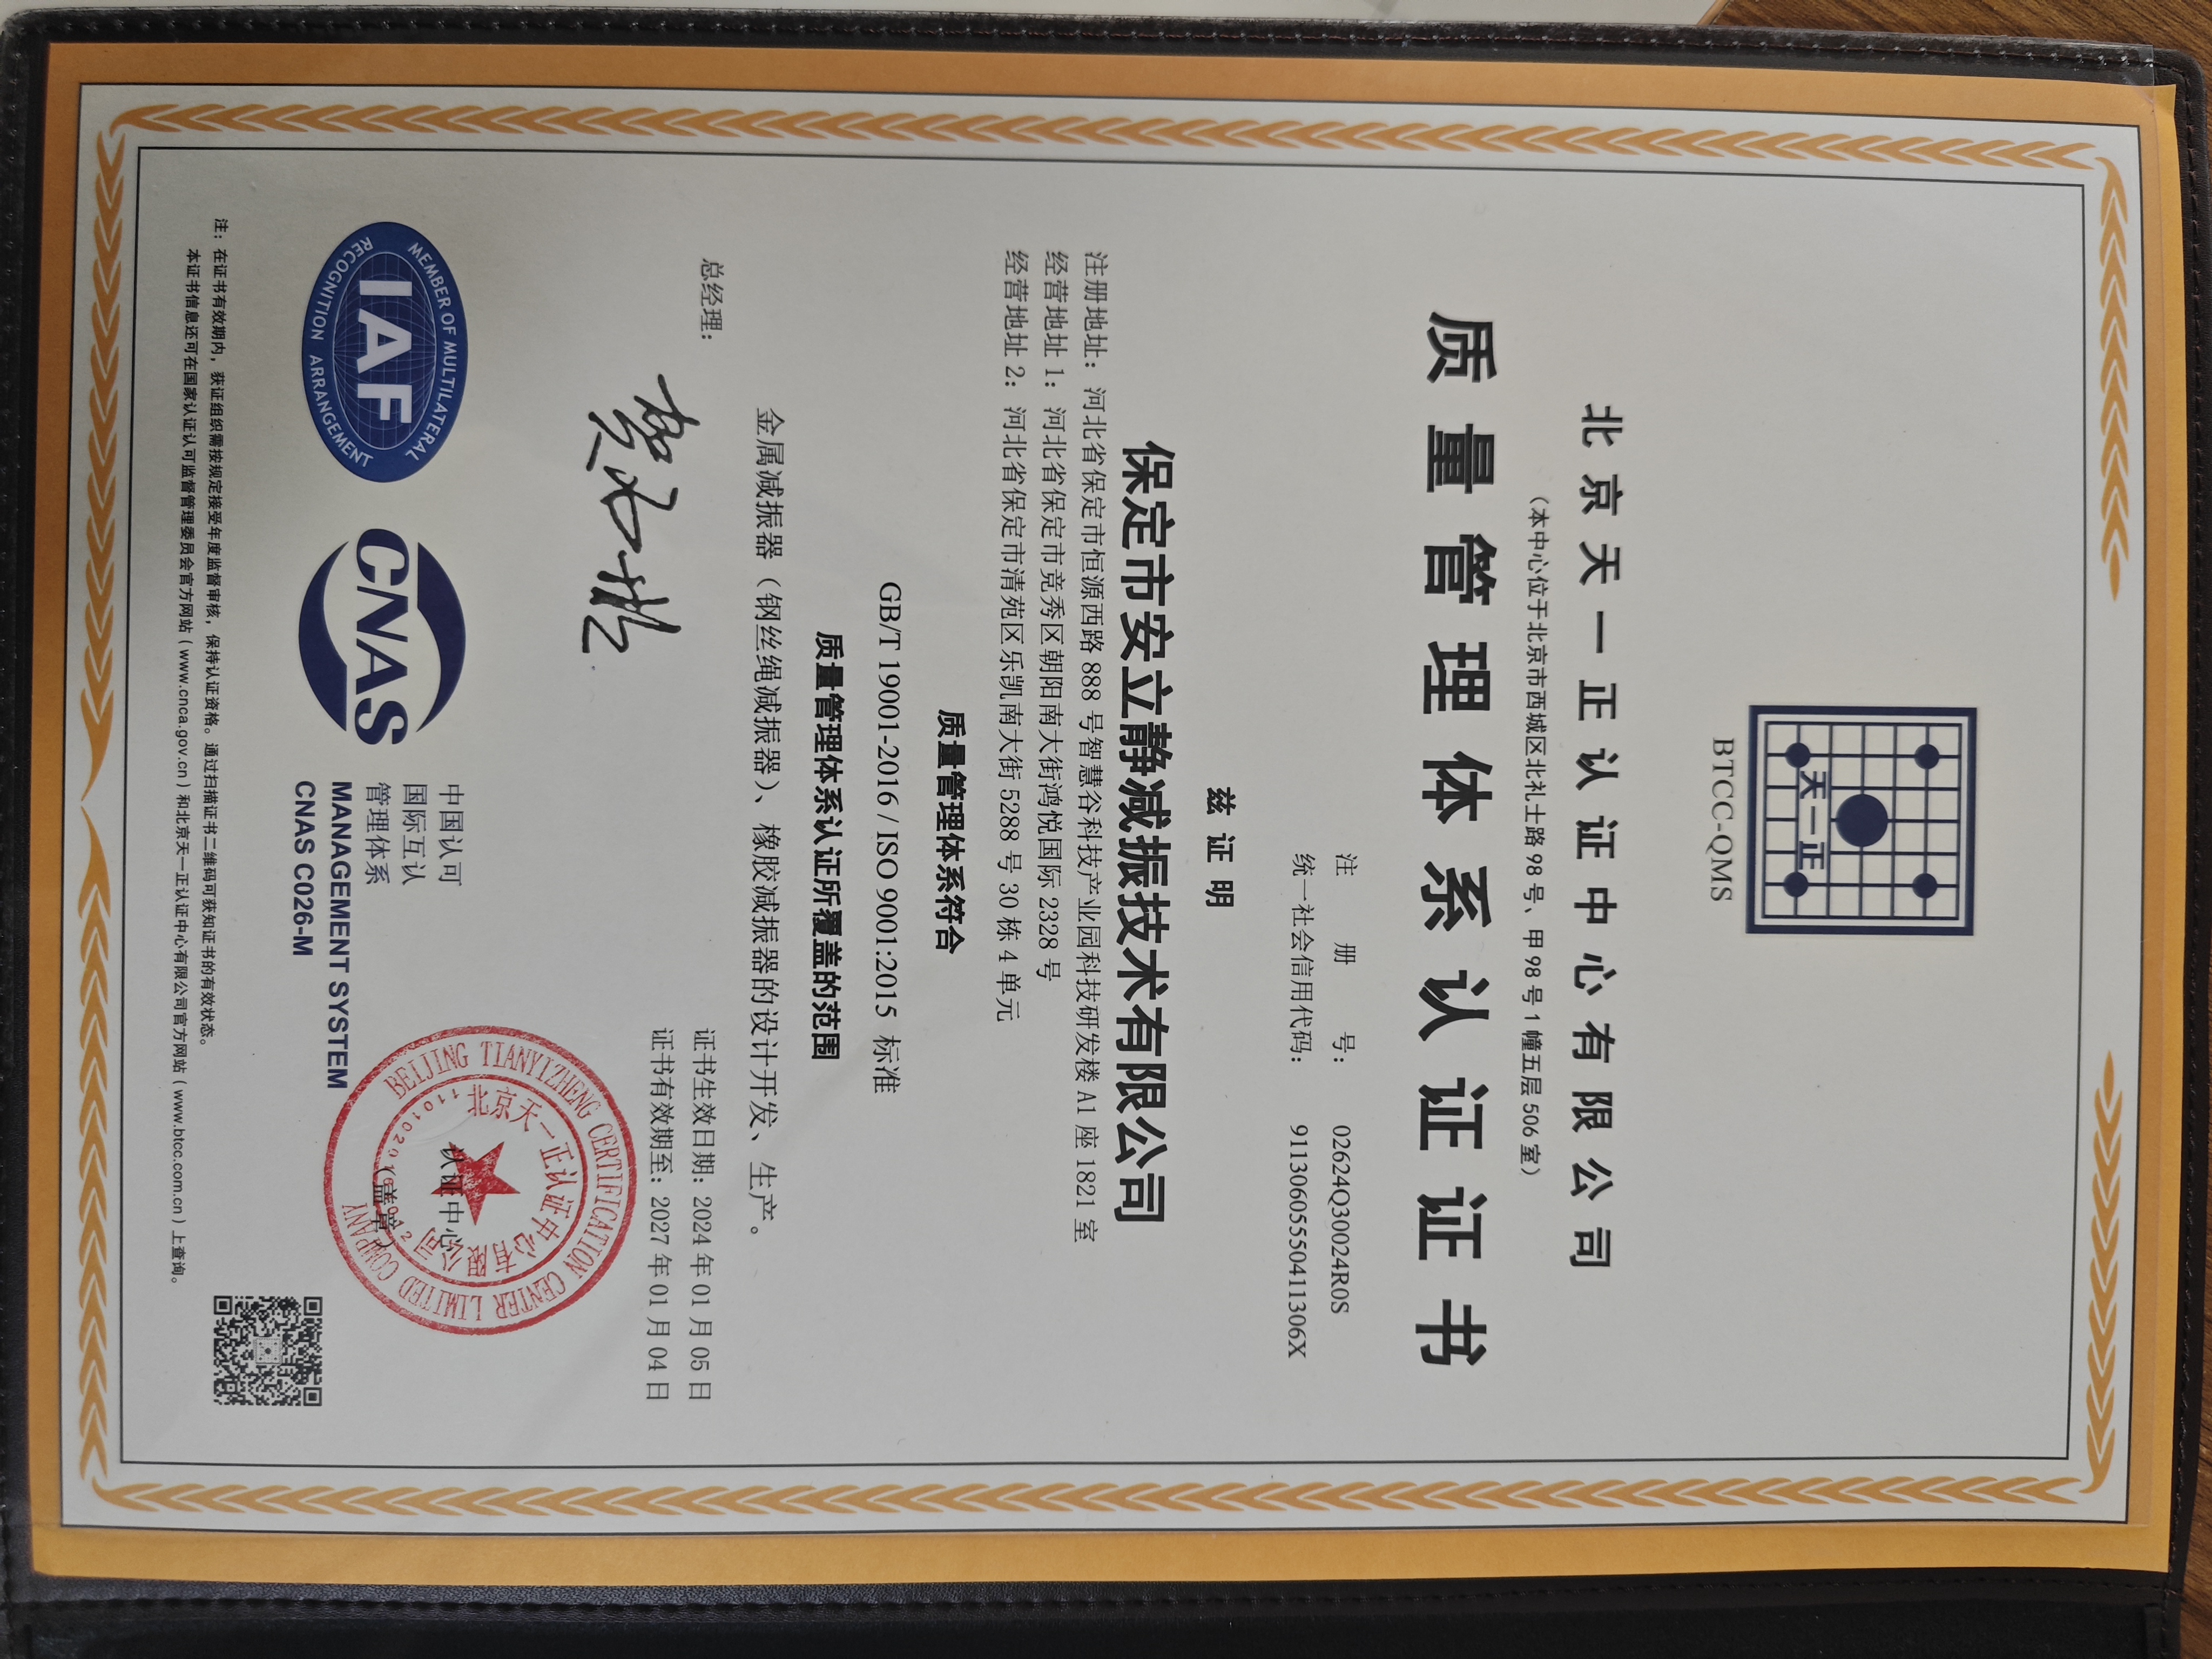 天一正
BTCC-QMS
北京天一正认证中心有限公司
（本中心位于北京市西城区北礼士路98号、甲98号1幢五层506室）
质量管理体系认证证书
注册号： 02624Q30024R0S
统一社会信用代码： 91130605550411306X
兹证明
保定市安立静减振技术有限公司
注册地址：河北省保定市恒源西路888号智慧谷科技产业园科技研发楼A1座1821室
经营地址1：河北省保定市竞秀区朝阳南大街鸿悦国际2328号
经营地址2：河北省保定市清苑区乐凯南大街5288号30栋4单元
质量管理体系符合
GB/T 19001-2016 / ISO 9001:2015 标准
质量管理体系认证所覆盖的范围
金属减振器（钢丝绳减振器）、橡胶减振器的设计开发、生产。
总经理：
证书生效日期：2024年01月05日
证书有效期至：2027年01月04日
MEMBER OF MULTILATERAL
IAF
RECOGNITION ARRANGEMENT
CNAS
中国认可
国际互认
管理体系
MANAGEMENT SYSTEM
CNAS C026-M
BEIJING TIANYIZHENG CERTIFICATION CENTER LIMITED COMPANY
北京天一正认证中心有限公司
认证中心
（盖章）
注：在证书有效期内，获证组织需按规定接受年度监督审核，保持认证资格。通过扫描证书二维码可获知证书的有效状态。
本证书信息还可在国家认证认可监督管理委员会官方网站（www.cnca.gov.cn）和北京天一正认证中心有限公司官方网站（www.btcc.com.cn）上查询。